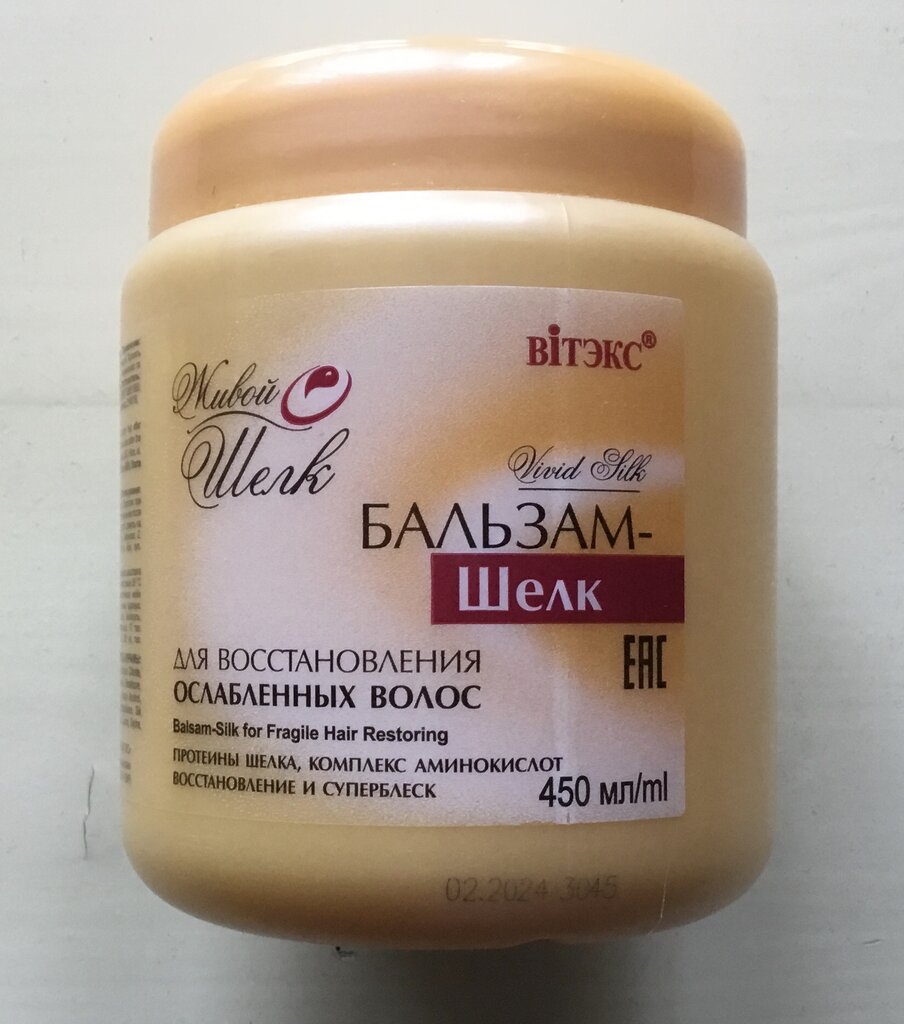 ВІТЭКС®
Живой
Шелк
Vivid Silk
БАЛЬЗАМ-
Шелк
ДЛЯ ВОССТАНОВЛЕНИЯ
ОСЛАБЛЕННЫХ ВОЛОС
EAC
Balsam-Silk for Fragile Hair Restoring
ПРОТЕИНЫ ШЕЛКА, КОМПЛЕКС АМИНОКИСЛОТ
ВОССТАНОВЛЕНИЕ И СУПЕРБЛЕСК
450 мл/ml
02.2024 3045